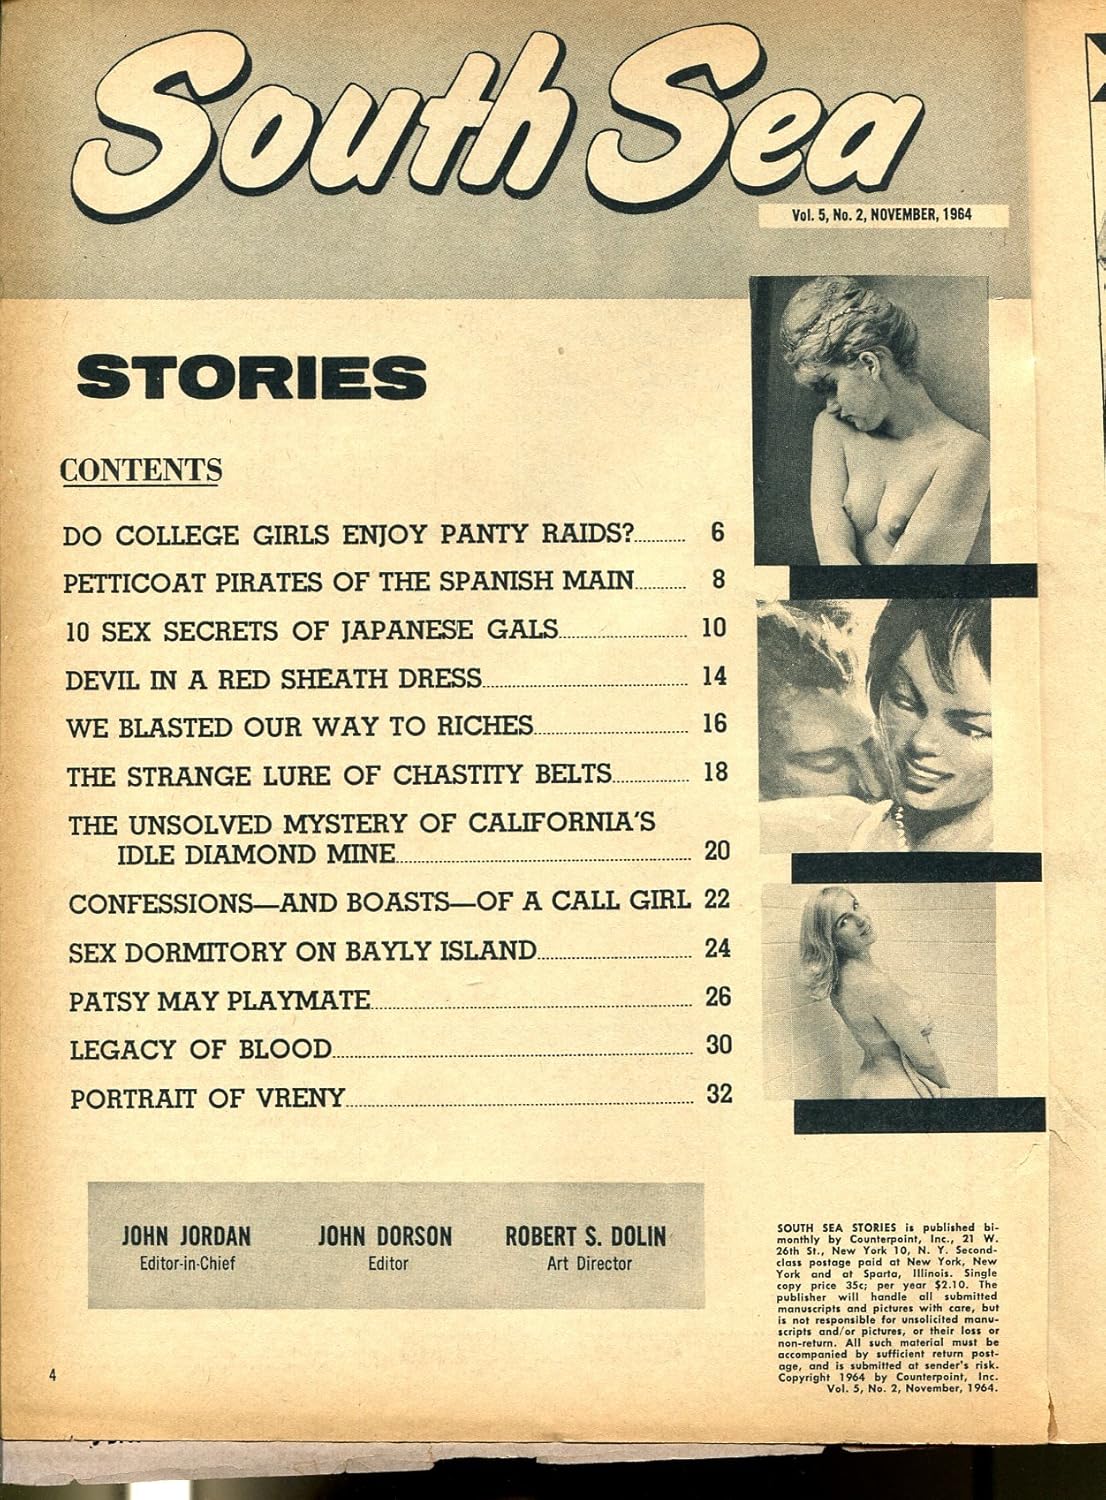 South Sea
Vol. 5, No. 2, NOVEMBER, 1964
STORIES
CONTENTS
DO COLLEGE GIRLS ENJOY PANTY RAIDS?.......... 6
PETTICOAT PIRATES OF THE SPANISH MAIN.......... 8
10 SEX SECRETS OF JAPANESE GALS.......... 10
DEVIL IN A RED SHEATH DRESS.......... 14
WE BLASTED OUR WAY TO RICHES.......... 16
THE STRANGE LURE OF CHASTITY BELTS.......... 18
THE UNSOLVED MYSTERY OF CALIFORNIA'S
IDLE DIAMOND MINE.......... 20
CONFESSIONS—AND BOASTS—OF A CALL GIRL 22
SEX DORMITORY ON BAYLY ISLAND.......... 24
PATSY MAY PLAYMATE.......... 26
LEGACY OF BLOOD.......... 30
PORTRAIT OF VRENY.......... 32
JOHN JORDAN
Editor-in-Chief
JOHN DORSON
Editor
ROBERT S. DOLIN
Art Director
SOUTH SEA STORIES is published bi-
monthly by Counterpoint, Inc., 21 W.
26th St., New York 10, N. Y. Second-
class postage paid at New York, New
York and at Sparta, Illinois. Single
copy price 35c; per year $2.10. The
publisher will handle all submitted
manuscripts and pictures with care, but
is not responsible for unsolicited manu-
scripts and/or pictures, or their loss or
non-return. All such material must be
accompanied by sufficient return post-
age, and is submitted at sender's risk.
Copyright 1964 by Counterpoint, Inc.
Vol. 5, No. 2, November, 1964.
4